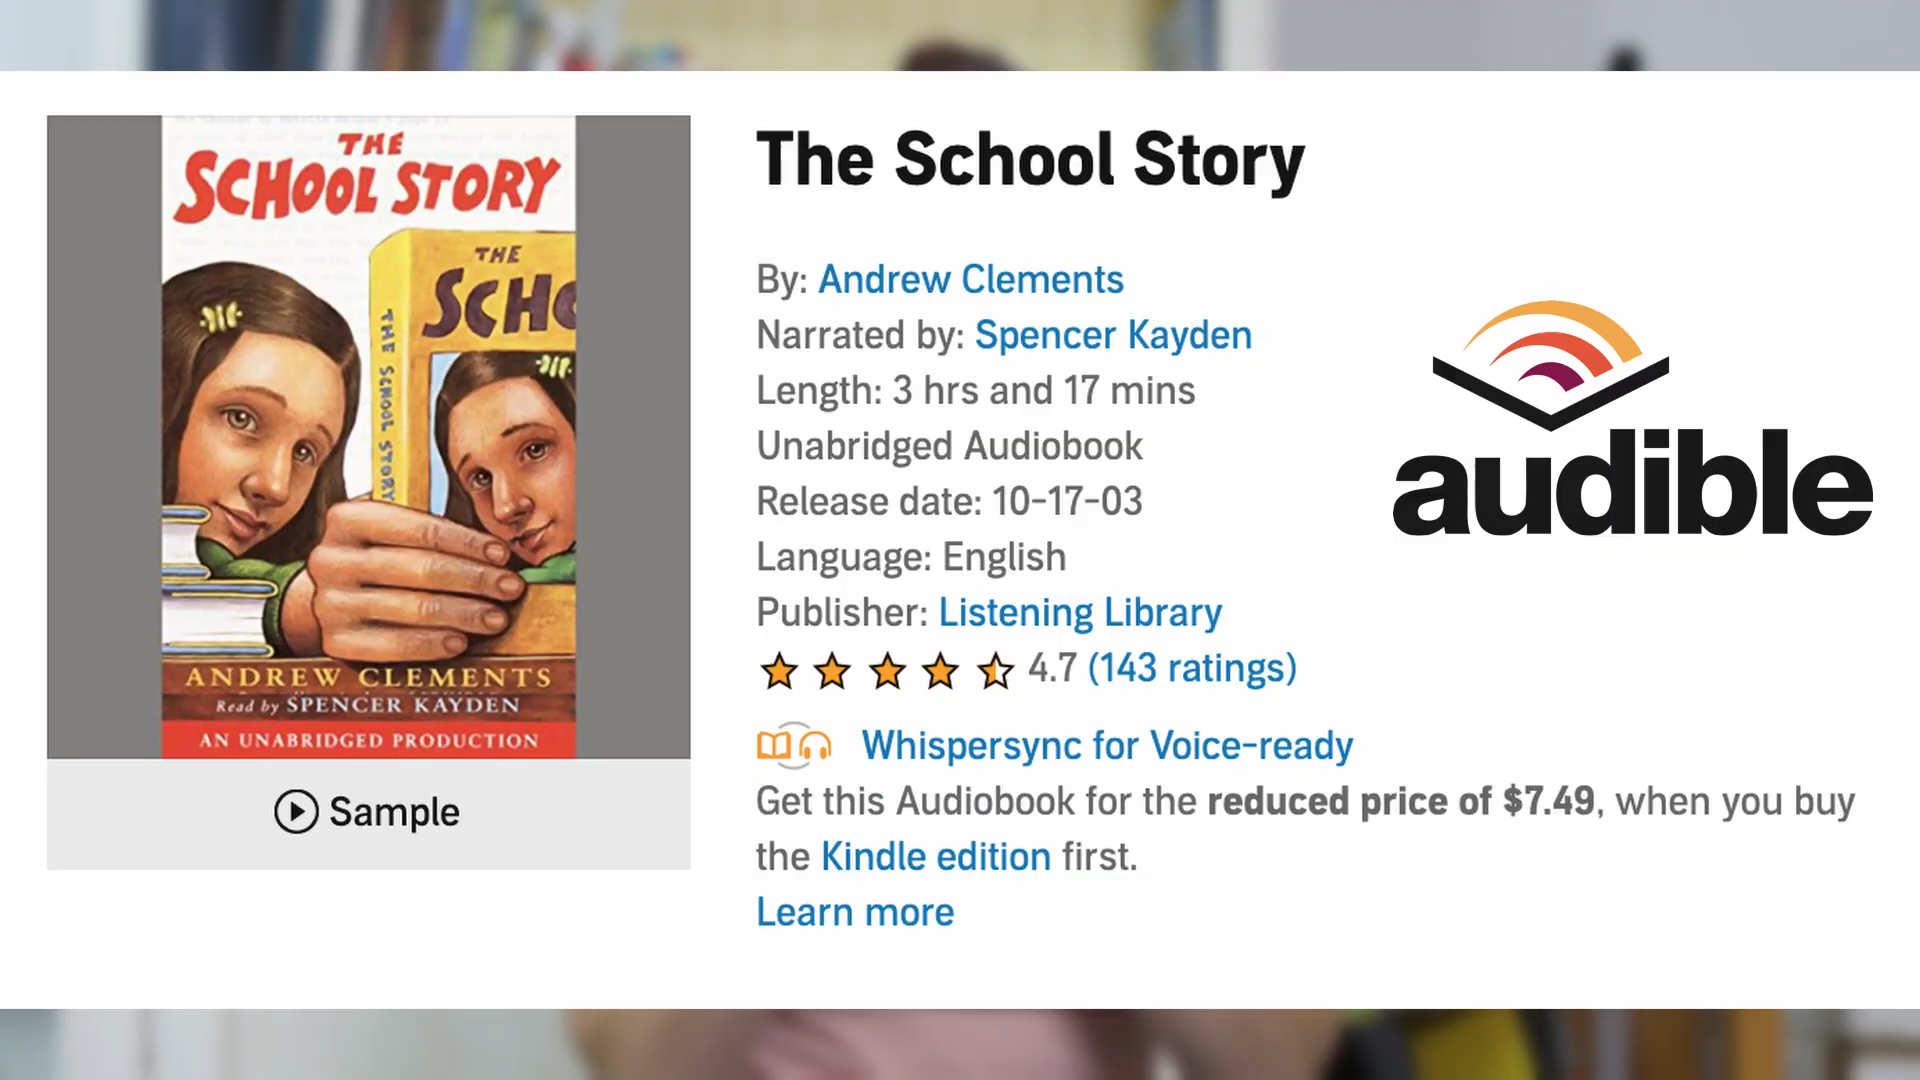 THE
SCHOOL STORY
THE
SCHO
THE SCHOOL STORY
ANDREW CLEMENTS
Read by SPENCER KAYDEN
AN UNABRIDGED PRODUCTION
Sample
The School Story
By: Andrew Clements
Narrated by: Spencer Kayden
Length: 3 hrs and 17 mins
Unabridged Audiobook
Release date: 10-17-03
Language: English
Publisher: Listening Library
4.7 (143 ratings)
Whispersync for Voice-ready
Get this Audiobook for the reduced price of $7.49, when you buy
the Kindle edition first.
Learn more
audible